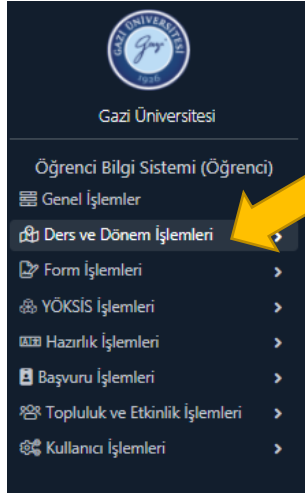 GAZİ ÜNİVERSİTESİ
Gazi
1926
Gazi Üniversitesi
Öğrenci Bilgi Sistemi (Öğrenci)
Genel İşlemler
Ders ve Dönem İşlemleri
Form İşlemleri
YÖKSİS İşlemleri
Hazırlık İşlemleri
Başvuru İşlemleri
Topluluk ve Etkinlik İşlemleri
Kullanıcı İşlemleri